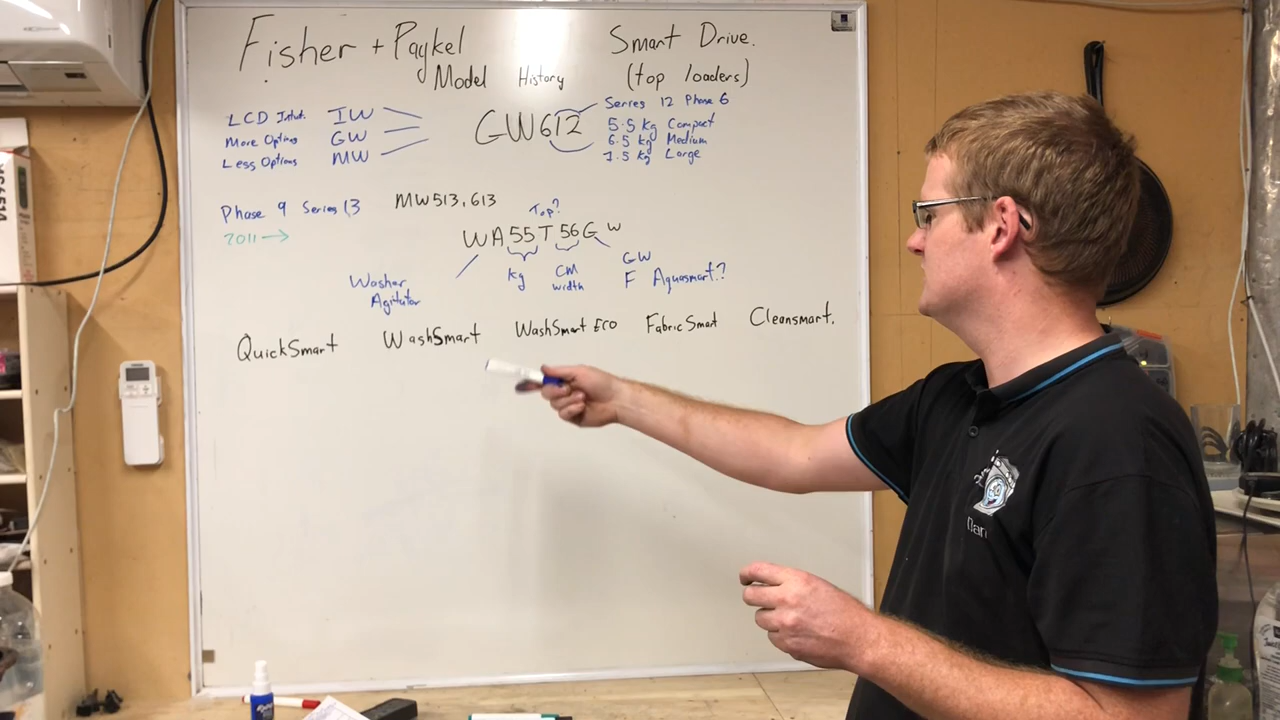 Fisher + Paykel Smart Drive.
Model History (top loaders)
LCD Intuit. IW
More Options GW
Less Options MW
GW612
Series 12 Phase 6
5.5 kg Compact
6.5 kg Medium
7.5 kg Large
Phase 9 Series 13 MW513, 613
2011 →
Top?
WA55T56G W
kg
CM width
GW
F Aquasmart.?
Washer
Agitator
QuickSmart WashSmart WashSmart ECO FabricSmart Cleansmart.